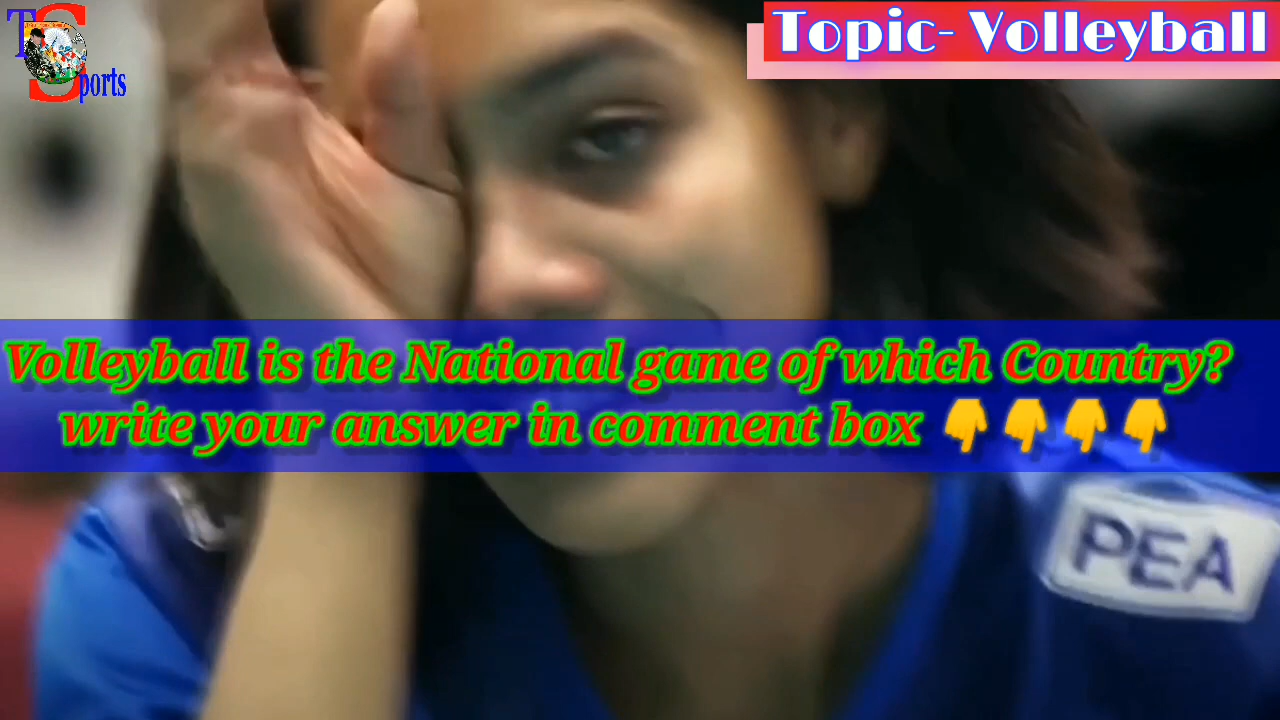 TS
ports
Topic- Volleyball
Volleyball is the National game of which Country?
write your answer in comment box 👇👇👇👇
PEA